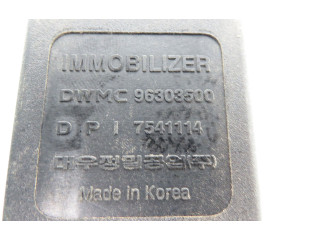 IMMOBILIZER
DWMC 96303500
D P I 7541114
대우정밀공업(주)
Made in Korea